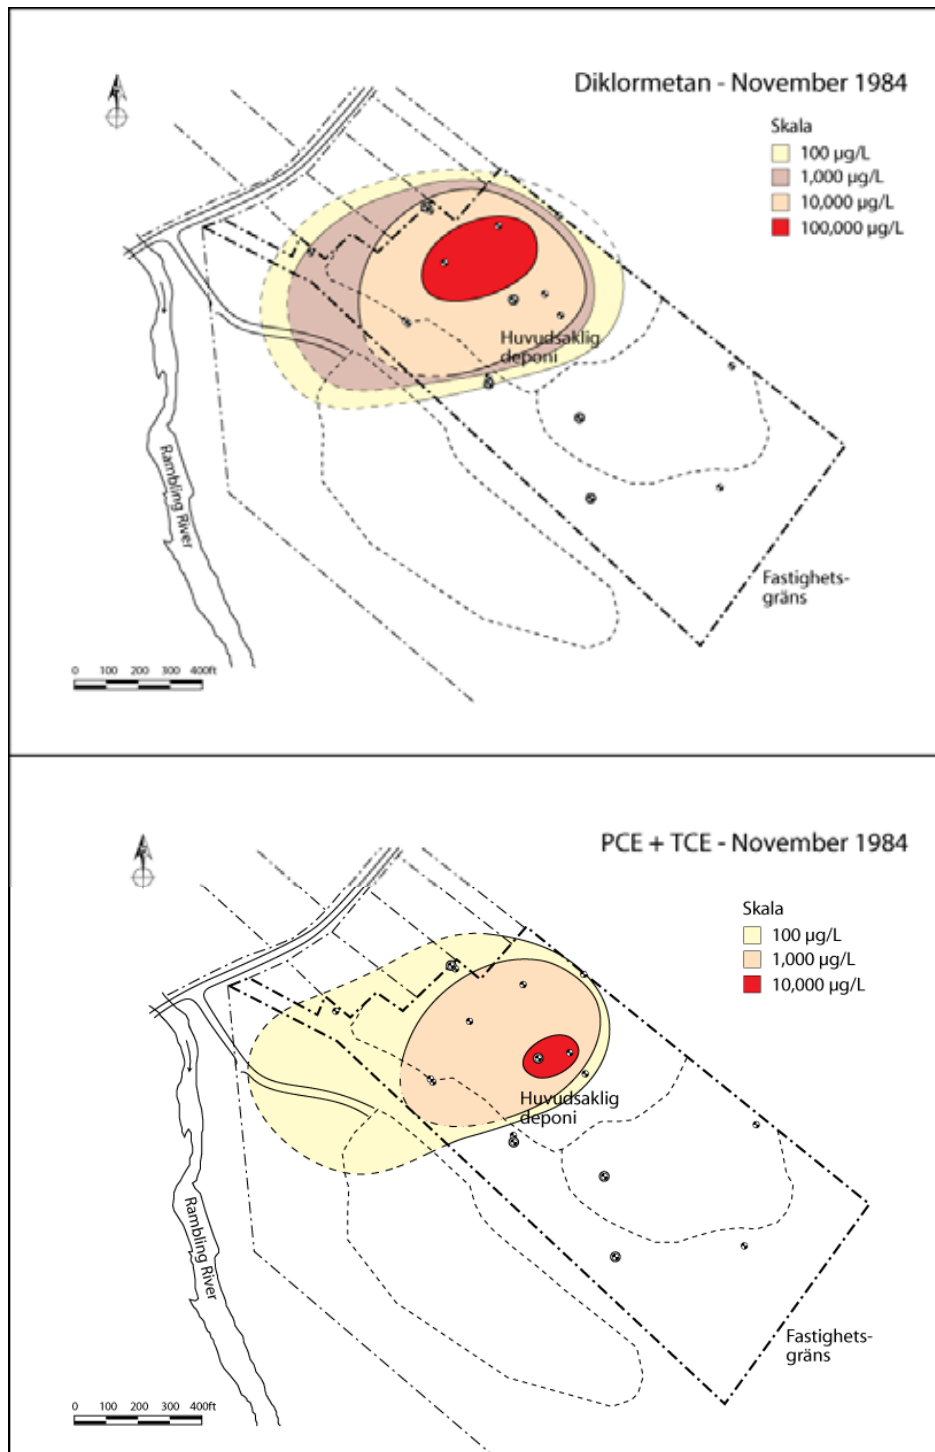 Diklormetan - November 1984
Skala
100 µg/L
1,000 µg/L
10,000 µg/L
100,000 µg/L
Huvudsaklig
deponi
Rambling River
Fastighets-
gräns
0 100 200 300 400ft
PCE + TCE - November 1984
Skala
100 µg/L
1,000 µg/L
10,000 µg/L
Huvudsaklig
deponi
Rambling River
Fastighets-
gräns
0 100 200 300 400ft